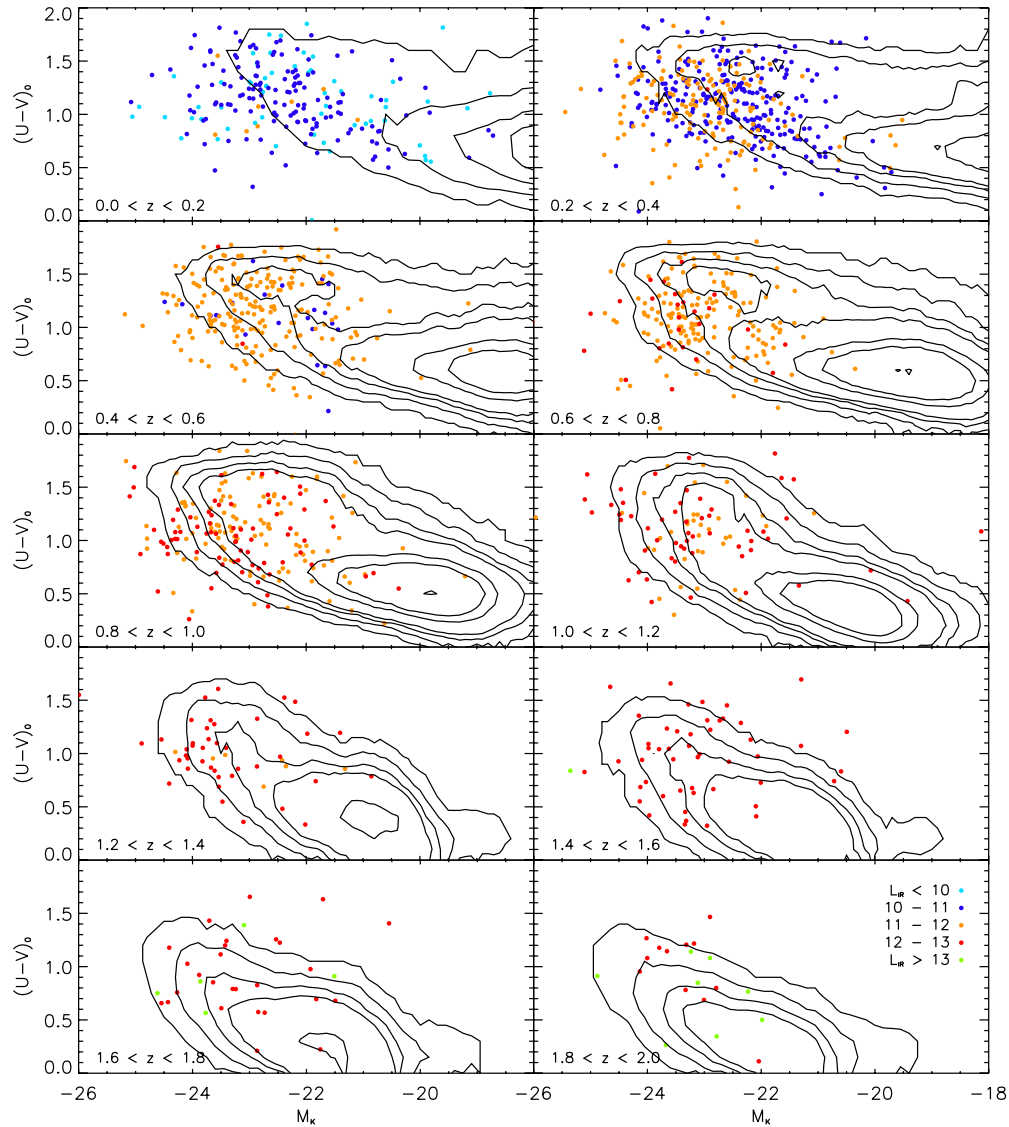 2.0
1.5
1.0
0.5
0.0
(U−V)₀
0.0 < z < 0.2
0.2 < z < 0.4
1.5
1.0
0.5
0.0
(U−V)₀
0.4 < z < 0.6
0.6 < z < 0.8
1.5
1.0
0.5
0.0
(U−V)₀
0.8 < z < 1.0
1.0 < z < 1.2
1.5
1.0
0.5
0.0
(U−V)₀
1.2 < z < 1.4
1.4 < z < 1.6
1.5
1.0
0.5
0.0
(U−V)₀
1.6 < z < 1.8
L_IR < 10
10 − 11
11 − 12
12 − 13
L_IR > 13
1.8 < z < 2.0
−26 −24 −22 −20 −26 −24 −22 −20 −18
M_K M_K